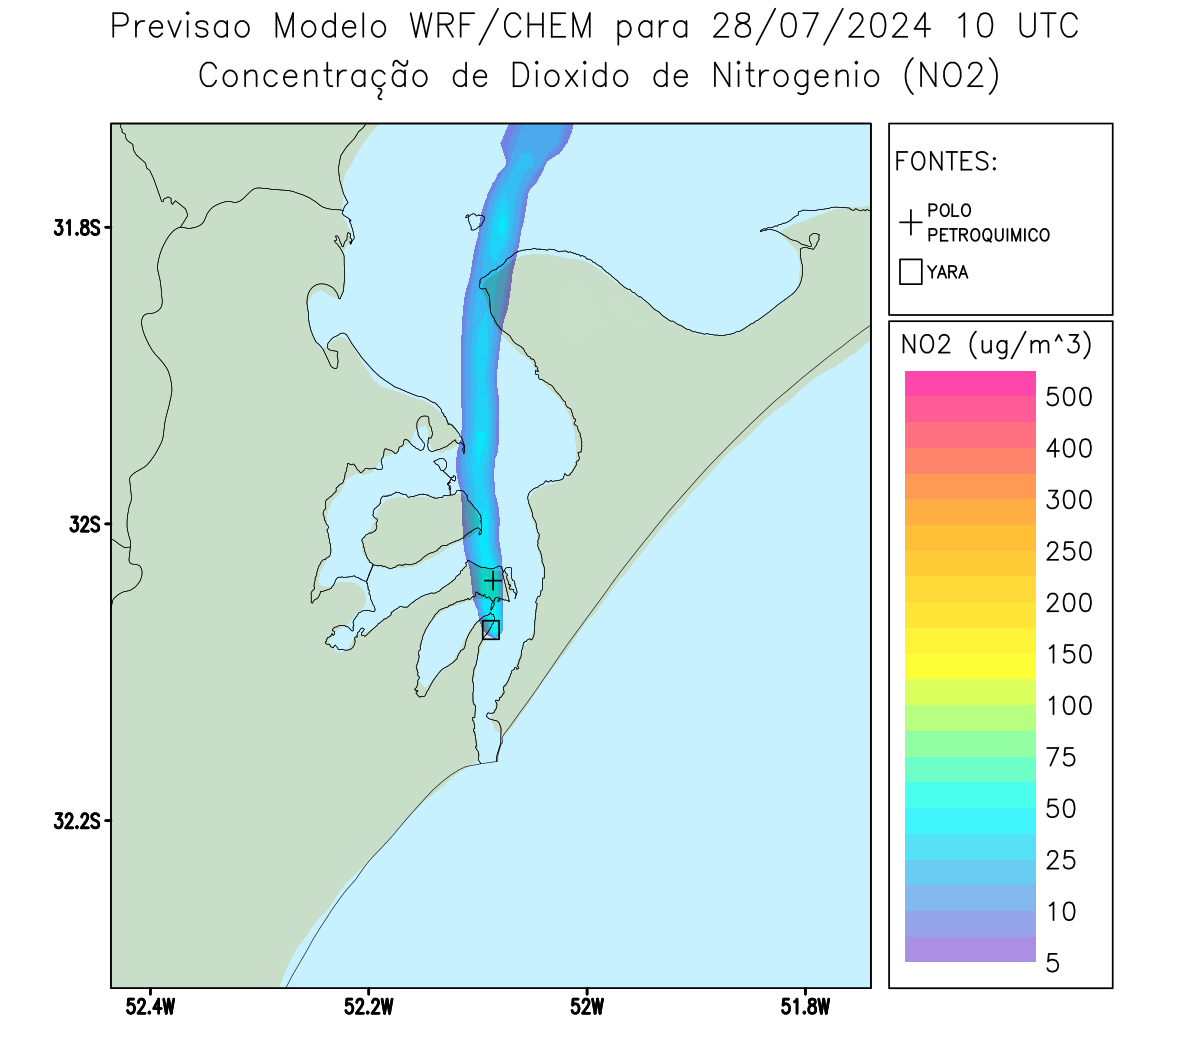 Previsao Modelo WRF/CHEM para 28/07/2024 10 UTC
Concentração de Dioxido de Nitrogenio (NO2)
FONTES:
POLO
PETROQUIMICO
YARA
31.8S
32S
32.2S
52.4W
52.2W
52W
51.8W
NO2 (ug/m^3)
500
400
300
250
200
150
100
75
50
25
10
5